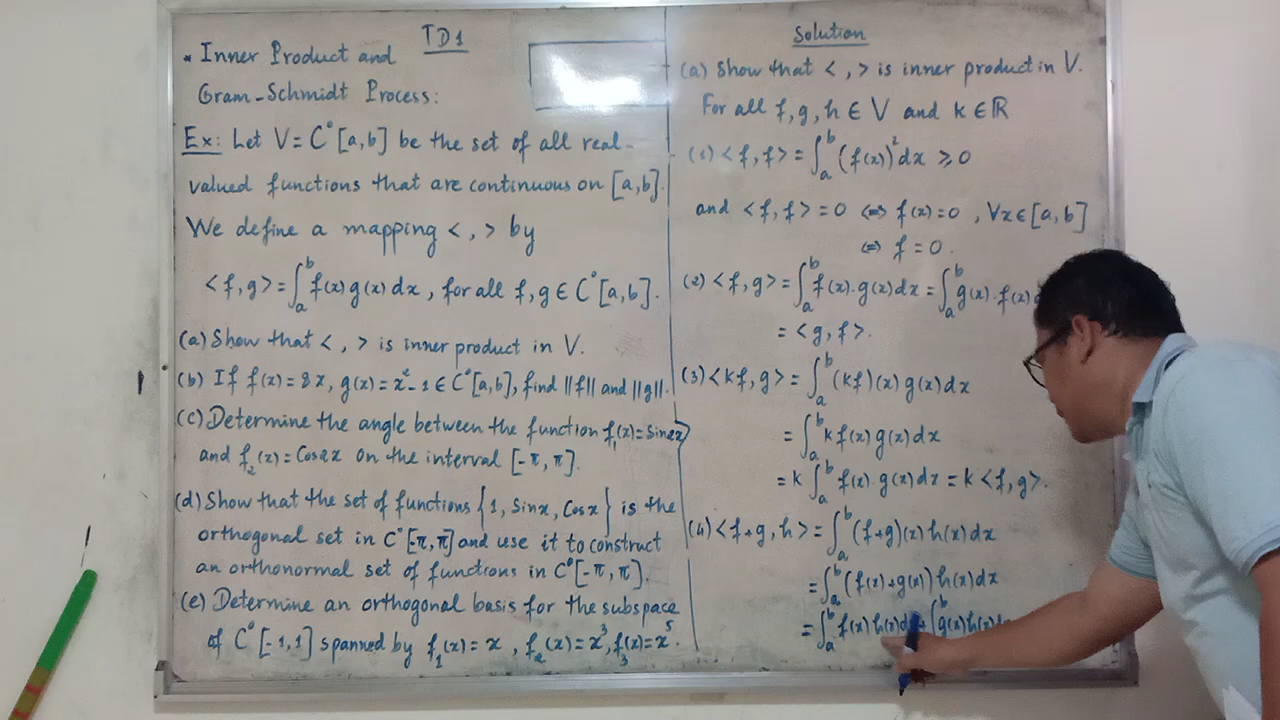 TD1
* Inner Product and
Gram-Schmidt Process:
Ex: Let V = C°[a,b] be the set of all real-
valued functions that are continuous on [a,b].
We define a mapping < , > by
<f,g> = ∫_a^b f(x)g(x)dx, for all f,g ∈ C°[a,b].
(a) Show that < , > is inner product in V.
(b) If f(x) = 2x, g(x) = x²-1 ∈ C°[a,b], find ||f|| and ||g||.
(c) Determine the angle between the function f₁(x) = Sin2x
and f₂(x) = Cos2x on the interval [-π, π].
(d) Show that the set of functions {1, Sinx, Cosx} is the
orthogonal set in C°[-π,π] and use it to construct
an orthonormal set of functions in C°[-π, π].
(e) Determine an orthogonal basis for the subspace
of C°[-1,1] spanned by f₁(x) = x, f₂(x) = x³, f₃(x) = x⁵.
Solution
(a) Show that < , > is inner product in V.
For all f, g, h ∈ V and k ∈ ℝ
(1) <f, f> = ∫_a^b (f(x))² dx ⩾ 0
and <f, f> = 0 <=> f(x) = 0, ∀x ∈ [a,b]
<=> f = 0.
(2) <f, g> = ∫_a^b f(x).g(x)dx = ∫_a^b g(x).f(x)
= <g, f>.
(3) <kf, g> = ∫_a^b (kf)(x) g(x) dx
= ∫_a^b k f(x) g(x) dx
= k ∫_a^b f(x).g(x)dx = k <f, g>.
(4) <f+g, h> = ∫_a^b (f+g)(x) h(x) dx
= ∫_a^b (f(x)+g(x)) h(x) dx
= ∫_a^b f(x) h(x) ∫^b g(x) h(x)